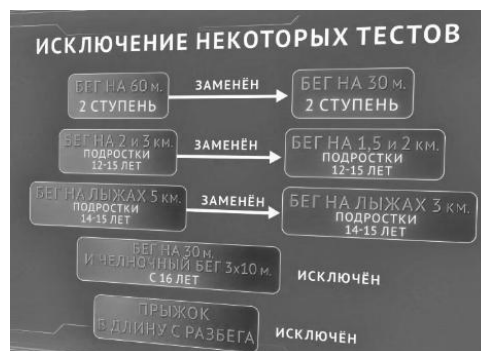 ИСКЛЮЧЕНИЕ НЕКОТОРЫХ ТЕСТОВ
БЕГ НА 60 м.
2 СТУПЕНЬ
ЗАМЕНЁН
БЕГ НА 30 м.
2 СТУПЕНЬ
БЕГ НА 2 и 3 км.
ПОДРОСТКИ
12-15 ЛЕТ
ЗАМЕНЁН
БЕГ НА 1,5 и 2 км.
ПОДРОСТКИ
12-15 ЛЕТ
БЕГ НА ЛЫЖАХ 5 км.
ПОДРОСТКИ
14-15 ЛЕТ
ЗАМЕНЁН
БЕГ НА ЛЫЖАХ 3 км.
ПОДРОСТКИ
14-15 ЛЕТ
БЕГ НА 30 м.
И ЧЕЛНОЧНЫЙ БЕГ 3х10 м.
С 16 ЛЕТ
ИСКЛЮЧЁН
ПРЫЖОК
В ДЛИНУ С РАЗБЕГА
ИСКЛЮЧЁН